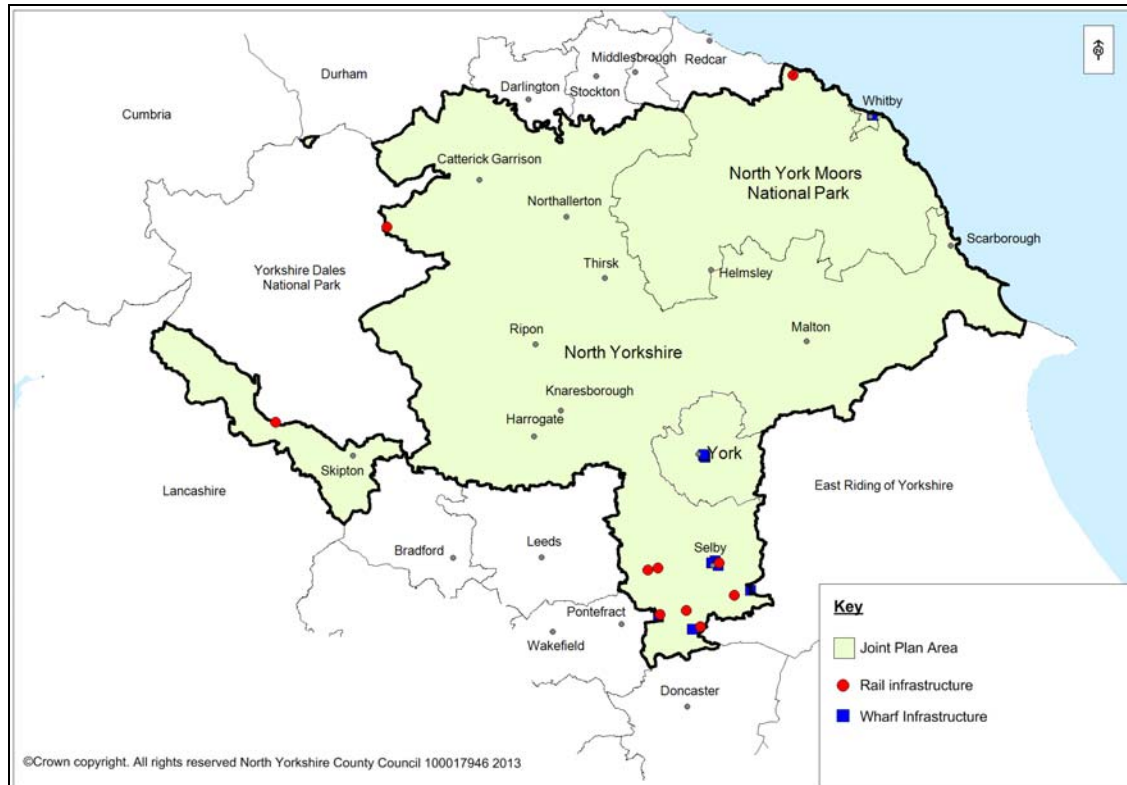 Durham
Middlesbrough
Redcar
Darlington
Stockton
Cumbria
Whitby
Catterick Garrison
North York Moors
National Park
Northallerton
Scarborough
Yorkshire Dales
National Park
Thirsk
Helmsley
Ripon
North Yorkshire
Malton
Knaresborough
Harrogate
York
Skipton
Lancashire
East Riding of Yorkshire
Bradford
Leeds
Selby
Pontefract
Wakefield
Doncaster
Key
Joint Plan Area
Rail infrastructure
Wharf Infrastructure
©Crown copyright. All rights reserved North Yorkshire County Council 100017946 2013